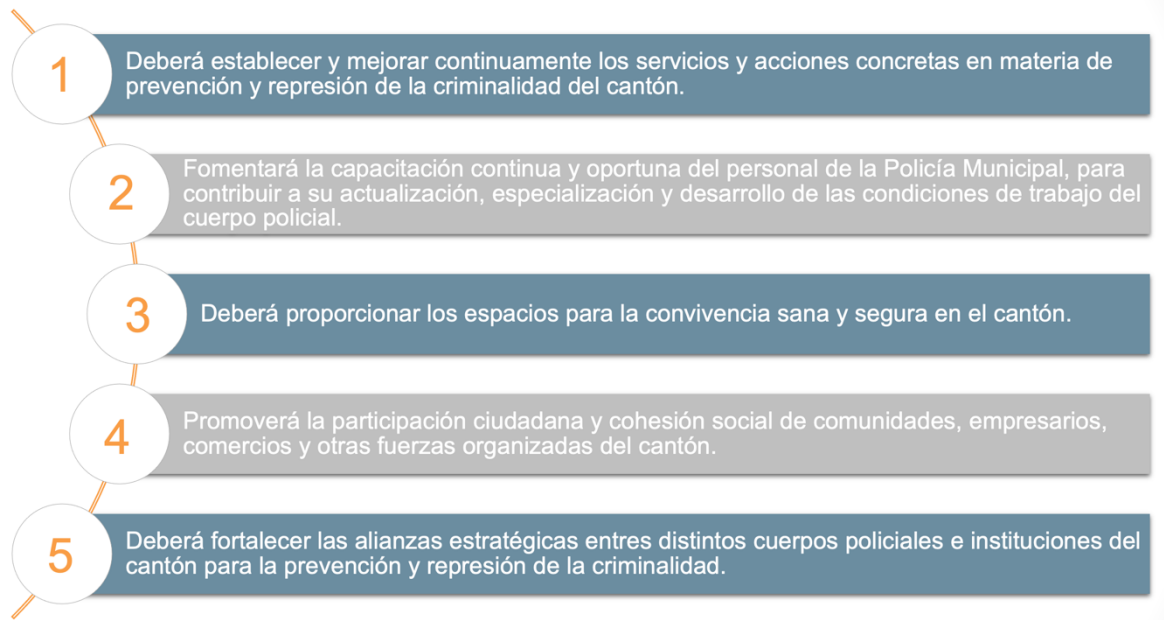 1
Deberá establecer y mejorar continuamente los servicios y acciones concretas en materia de
prevención y represión de la criminalidad del cantón.
2
Fomentará la capacitación continua y oportuna del personal de la Policía Municipal, para
contribuir a su actualización, especialización y desarrollo de las condiciones de trabajo del
cuerpo policial.
3
Deberá proporcionar los espacios para la convivencia sana y segura en el cantón.
4
Promoverá la participación ciudadana y cohesión social de comunidades, empresarios,
comercios y otras fuerzas organizadas del cantón.
5
Deberá fortalecer las alianzas estratégicas entres distintos cuerpos policiales e instituciones del
cantón para la prevención y represión de la criminalidad.